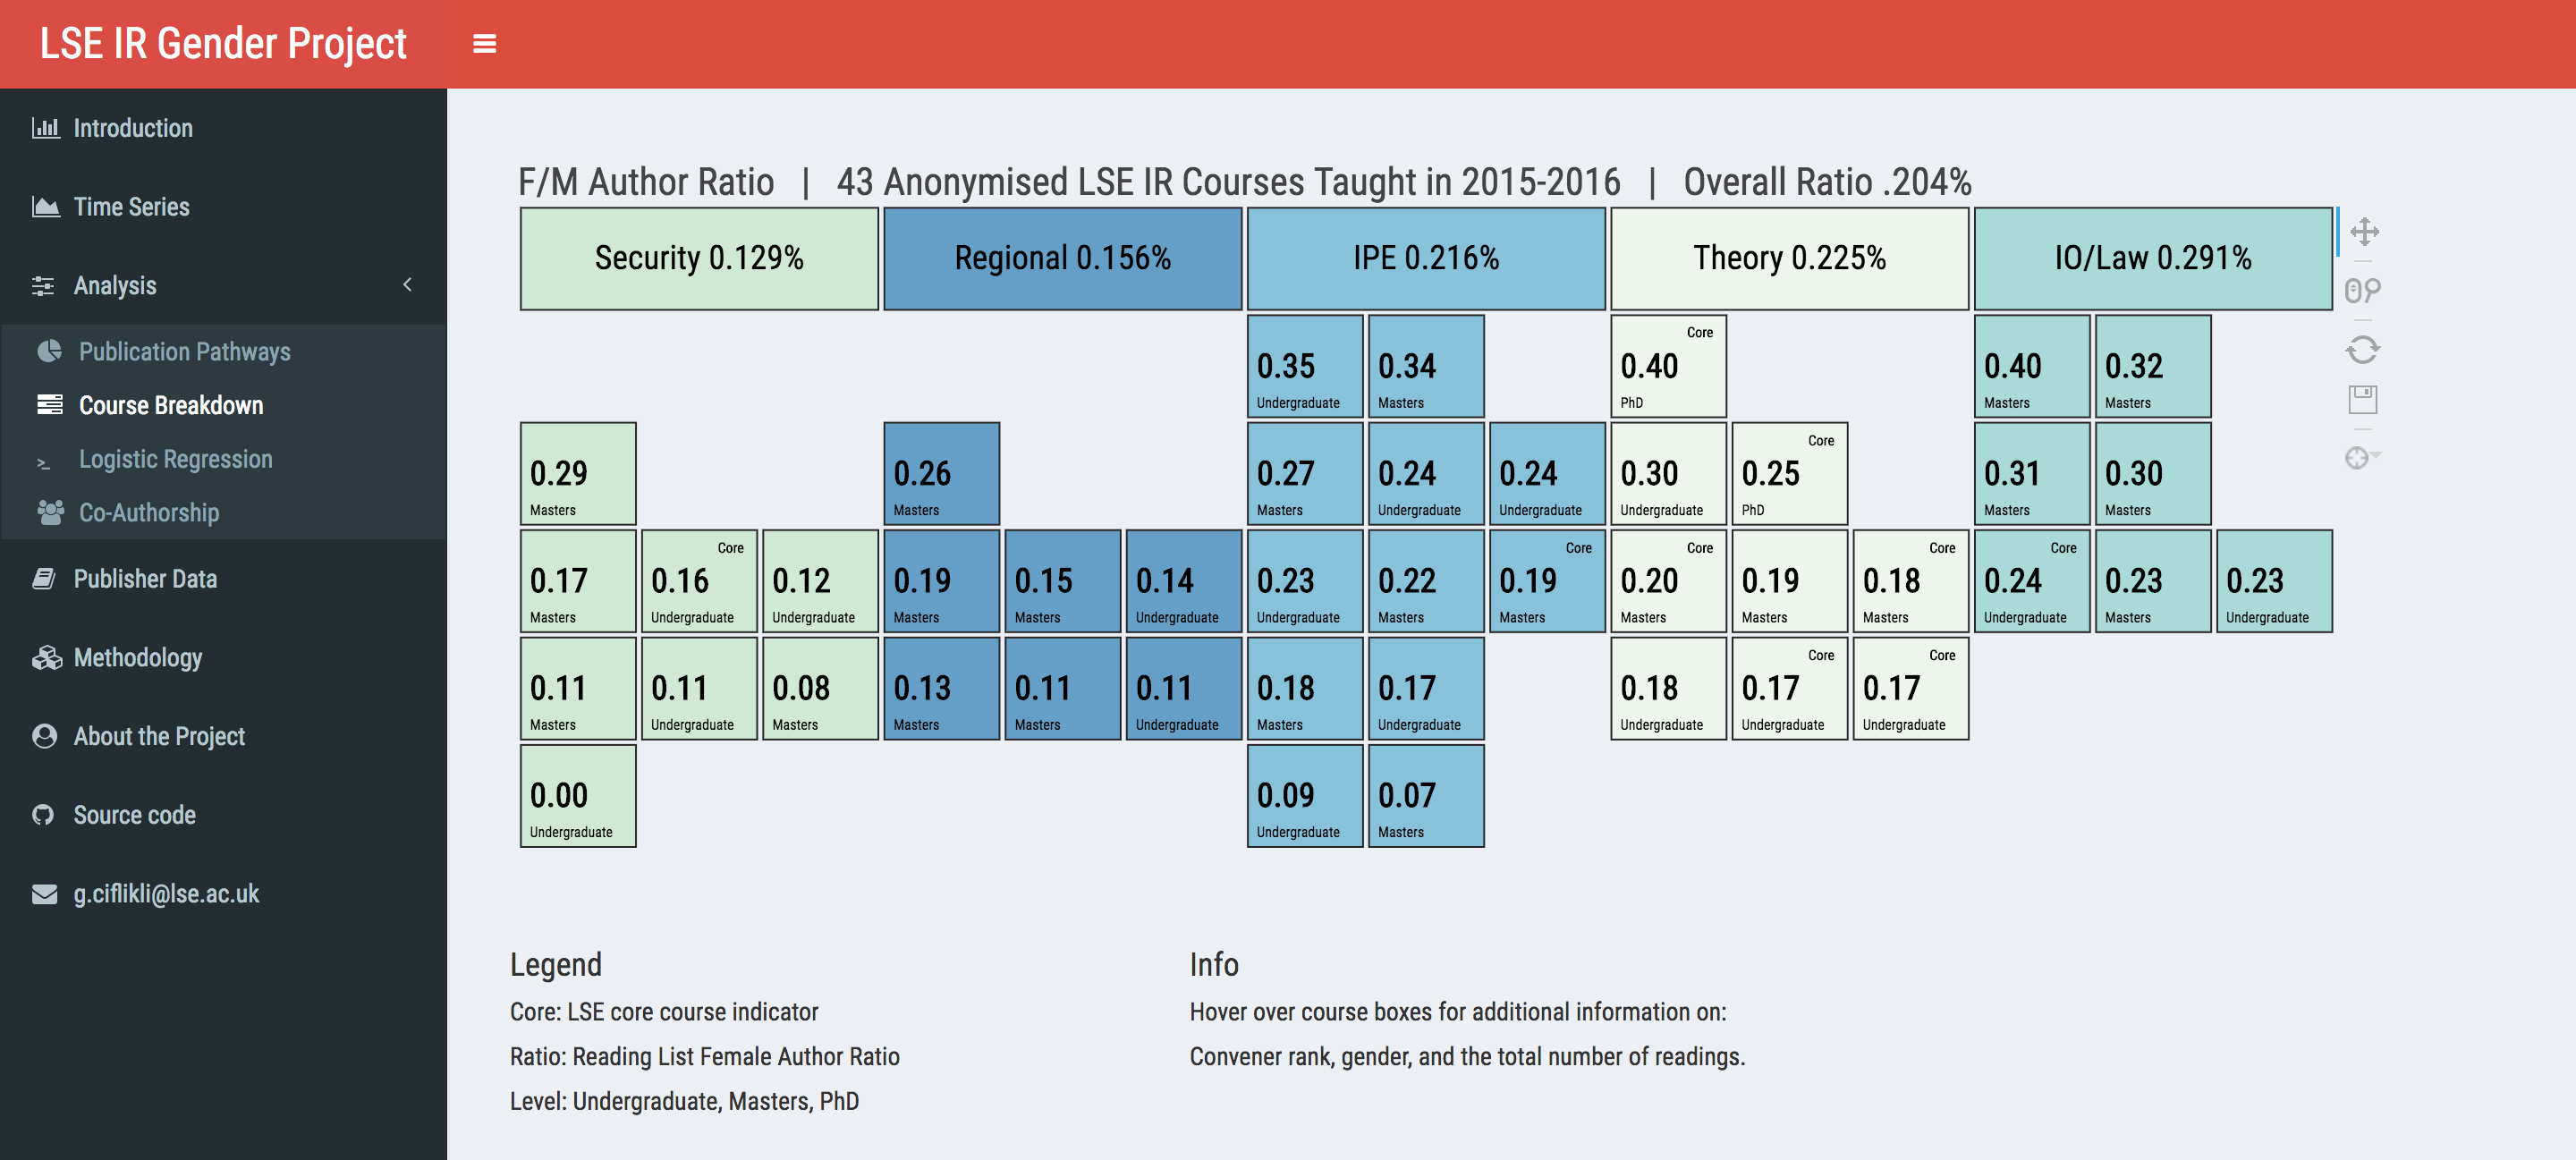 LSE IR Gender Project
Introduction
Time Series
Analysis
Publication Pathways
Course Breakdown
Logistic Regression
Co-Authorship
Publisher Data
Methodology
About the Project
Source code
g.ciflikli@lse.ac.uk
F/M Author Ratio | 43 Anonymised LSE IR Courses Taught in 2015-2016 | Overall Ratio .204%
Security 0.129% Regional 0.156% IPE 0.216% Theory 0.225% IO/Law 0.291%
Core
0.35 0.34 0.40 0.40 0.32
Undergraduate Masters PhD Masters Masters
Core
0.29 0.26 0.27 0.24 0.24 0.30 0.25 0.31 0.30
Masters Masters Masters Undergraduate Undergraduate Undergraduate PhD Masters Masters
Core Core Core Core Core
0.17 0.16 0.12 0.19 0.15 0.14 0.23 0.22 0.19 0.20 0.19 0.18 0.24 0.23 0.23
Masters Undergraduate Undergraduate Masters Masters Undergraduate Undergraduate Masters Masters Masters Masters Masters Undergraduate Masters Undergraduate
Core Core
0.11 0.11 0.08 0.13 0.11 0.11 0.18 0.17 0.18 0.17 0.17
Masters Undergraduate Masters Masters Masters Undergraduate Masters Undergraduate Undergraduate Undergraduate Undergraduate
0.00 0.09 0.07
Undergraduate Undergraduate Masters
Legend
Core: LSE core course indicator
Ratio: Reading List Female Author Ratio
Level: Undergraduate, Masters, PhD
Info
Hover over course boxes for additional information on:
Convener rank, gender, and the total number of readings.